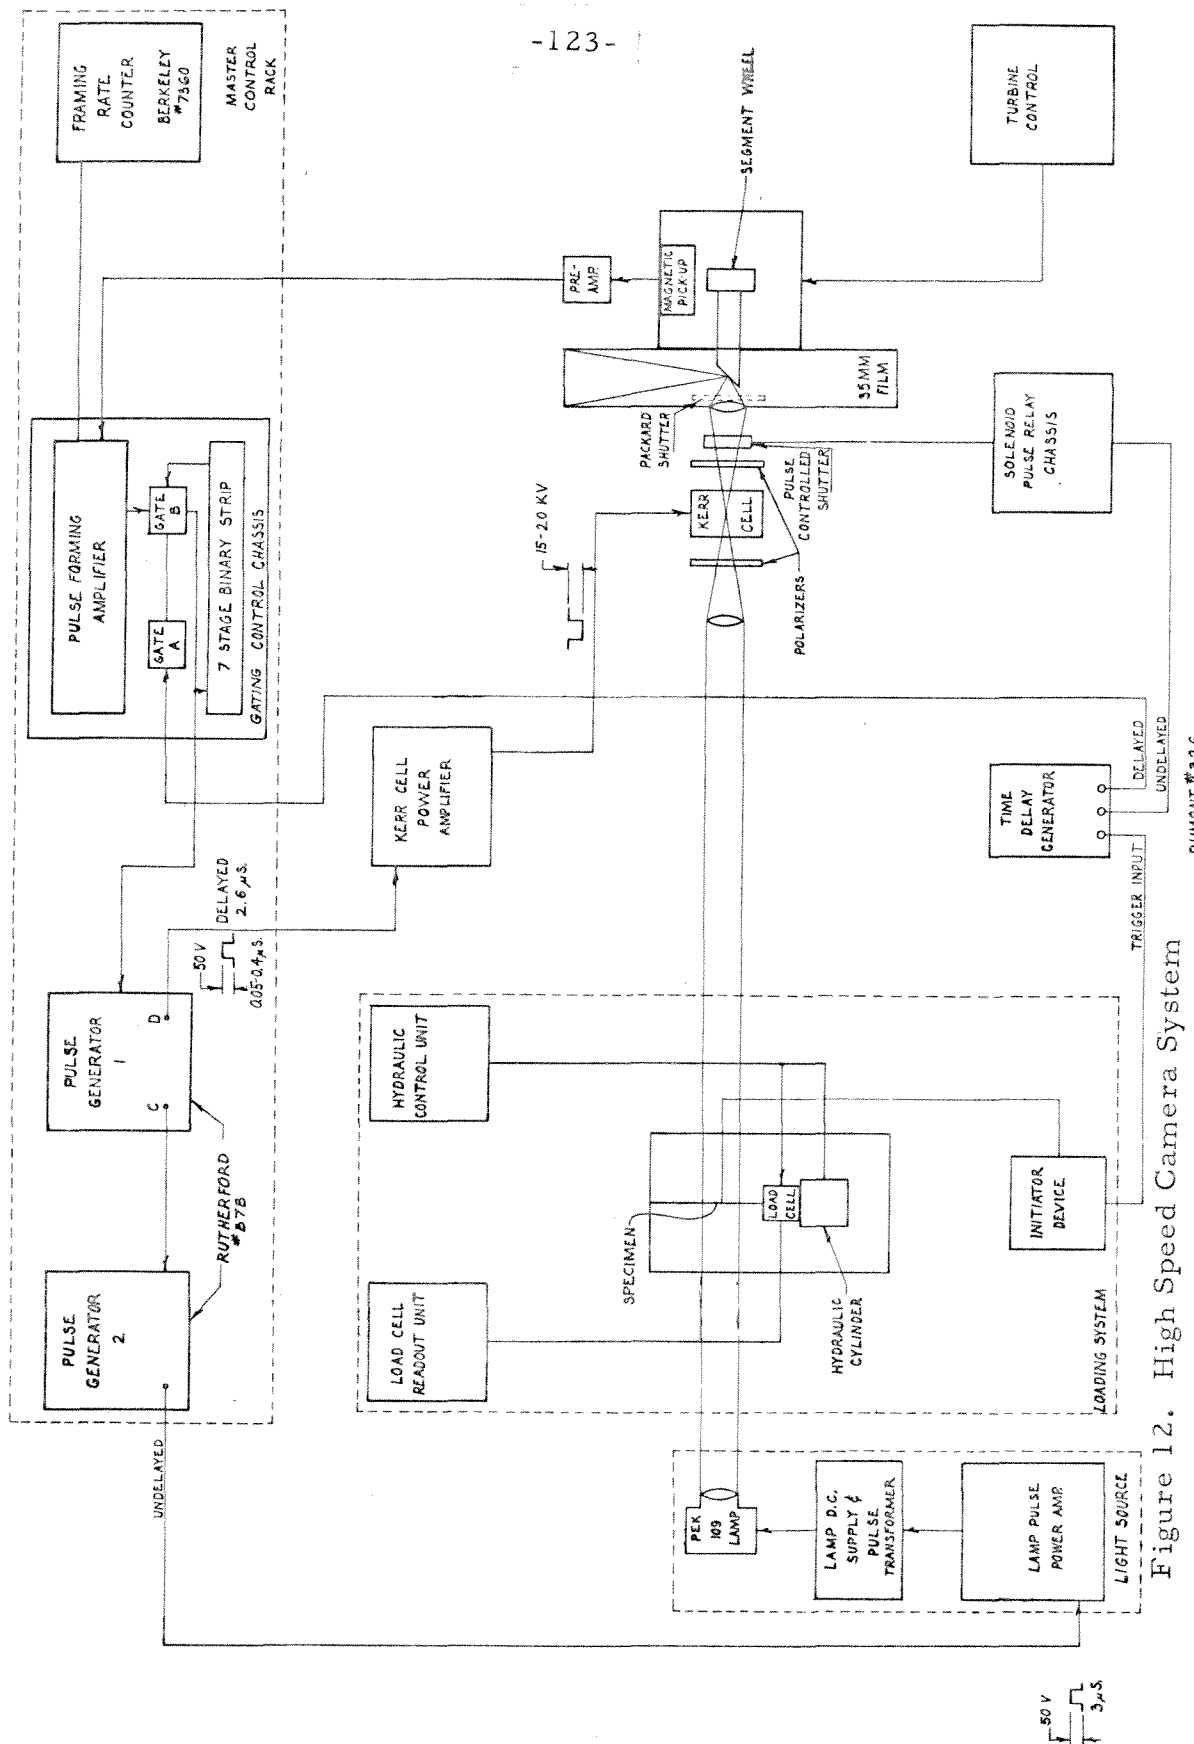 -123-
FRAMING
RATE
COUNTER
BERKELEY
#7360
MASTER
CONTROL
RACK
PULSE FORMING
AMPLIFIER
GATE
A
GATE
B
7 STAGE BINARY STRIP
GATING CONTROL CHASSIS
PULSE
GENERATOR
1
C
D
PULSE
GENERATOR
2
RUTHERFORD
#B7B
50 V
DELAYED
2.6 μS.
0.05-0.4 μS.
UNDELAYED
KERR CELL
POWER
AMPLIFIER
15-20 KV
PRE-
AMP.
MAGNETIC
PICK-UP
SEGMENT WHEEL
35MM
FILM
PACKARD
SHUTTER
PULSE
CONTROLLED
SHUTTER
KERR
CELL
POLARIZERS
TURBINE
CONTROL
SOLENOID
PULSE RELAY
CHASSIS
TIME
DELAY
GENERATOR
DELAYED
UNDELAYED
TRIGGER INPUT
HYDRAULIC
CONTROL UNIT
LOAD CELL
READOUT UNIT
SPECIMEN
LOAD
CELL
HYDRAULIC
CYLINDER
INITIATOR
DEVICE
LOADING SYSTEM
PEK
109
LAMP
LAMP D.C.
SUPPLY &
PULSE
TRANSFORMER
LAMP PULSE
POWER AMP.
LIGHT SOURCE
50 V
3 μS.
Figure 12. High Speed Camera System